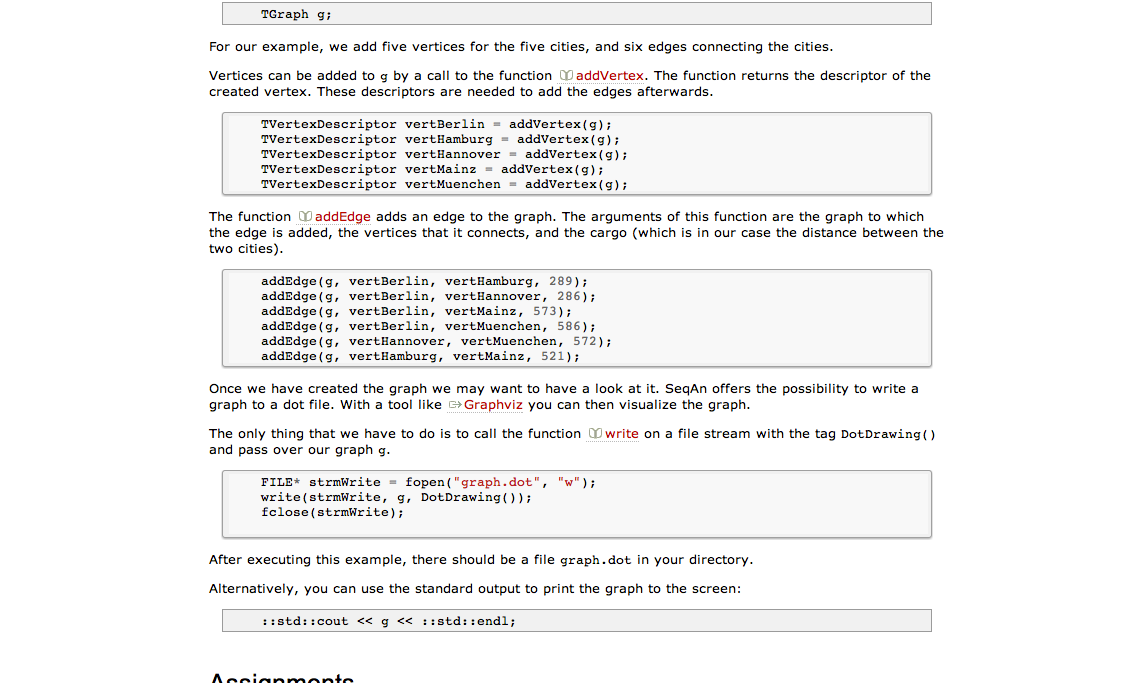 TGraph g;
For our example, we add five vertices for the five cities, and six edges connecting the cities.
Vertices can be added to g by a call to the function addVertex. The function returns the descriptor of the
created vertex. These descriptors are needed to add the edges afterwards.
TVertexDescriptor vertBerlin = addVertex(g);
TVertexDescriptor vertHamburg = addVertex(g);
TVertexDescriptor vertHannover = addVertex(g);
TVertexDescriptor vertMainz = addVertex(g);
TVertexDescriptor vertMuenchen = addVertex(g);
The function addEdge adds an edge to the graph. The arguments of this function are the graph to which
the edge is added, the vertices that it connects, and the cargo (which is in our case the distance between the
two cities).
addEdge(g, vertBerlin, vertHamburg, 289);
addEdge(g, vertBerlin, vertHannover, 286);
addEdge(g, vertBerlin, vertMainz, 573);
addEdge(g, vertBerlin, vertMuenchen, 586);
addEdge(g, vertHannover, vertMuenchen, 572);
addEdge(g, vertHamburg, vertMainz, 521);
Once we have created the graph we may want to have a look at it. SeqAn offers the possibility to write a
graph to a dot file. With a tool like Graphviz you can then visualize the graph.
The only thing that we have to do is to call the function write on a file stream with the tag DotDrawing()
and pass over our graph g.
FILE* strmWrite = fopen("graph.dot", "w");
write(strmWrite, g, DotDrawing());
fclose(strmWrite);
After executing this example, there should be a file graph.dot in your directory.
Alternatively, you can use the standard output to print the graph to the screen:
::std::cout << g << ::std::endl;
Assignments